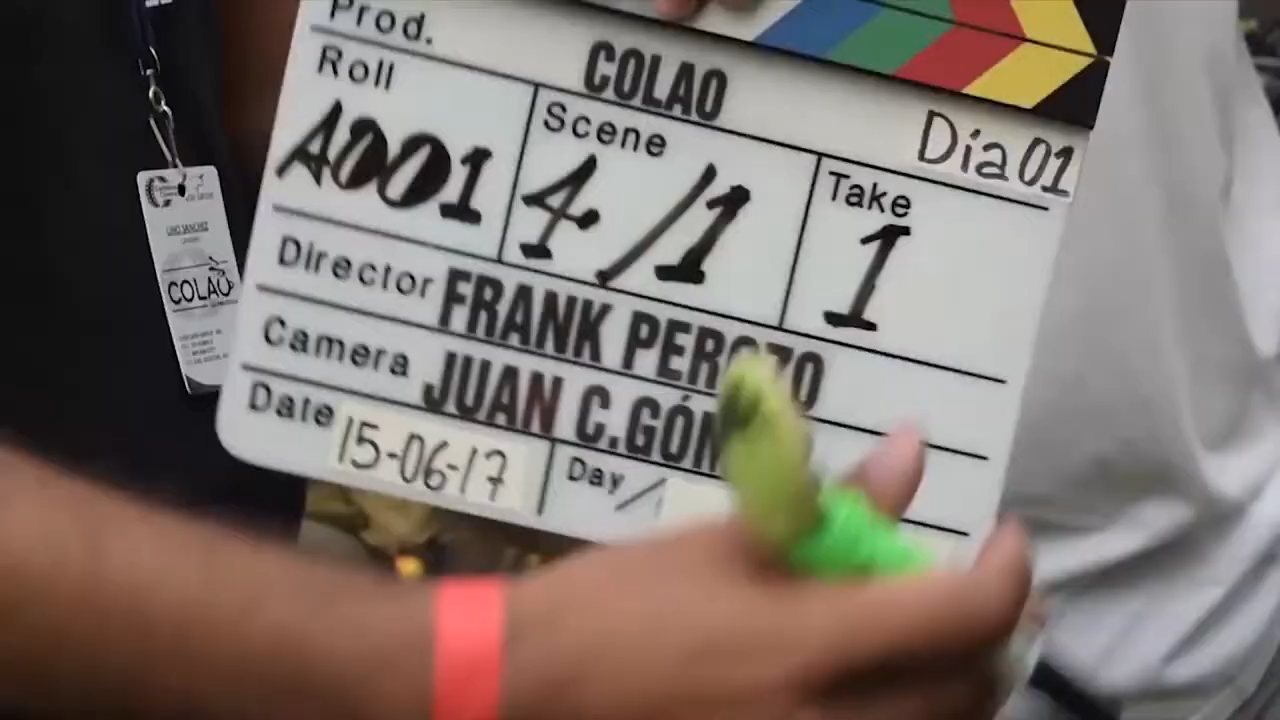 Prod. COLAO
Roll A001
Scene 4/1
Día 01
Take 1
Director FRANK PEROZO
Camera JUAN C.GÓM
Date 15-06-17
Day/
COLAO